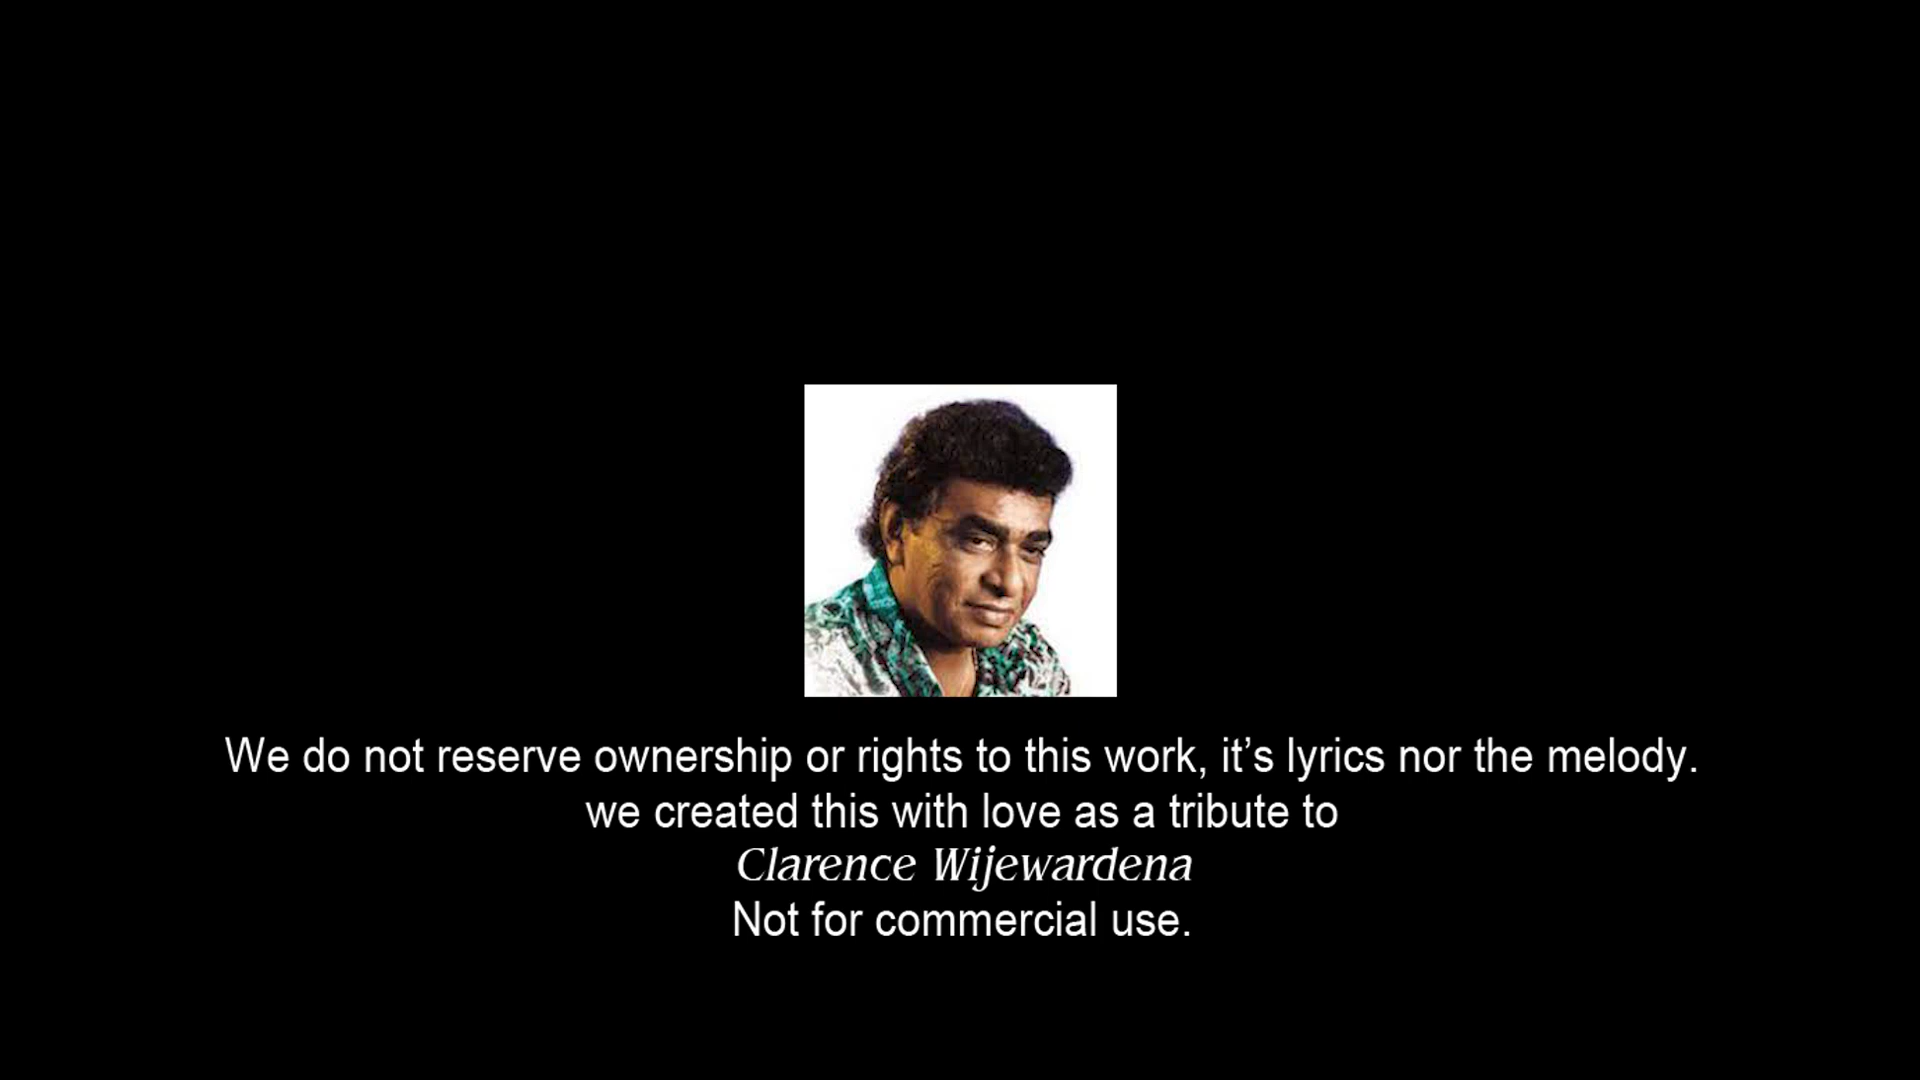 We do not reserve ownership or rights to this work, it’s lyrics nor the melody.
we created this with love as a tribute to
Clarence Wijewardena
Not for commercial use.